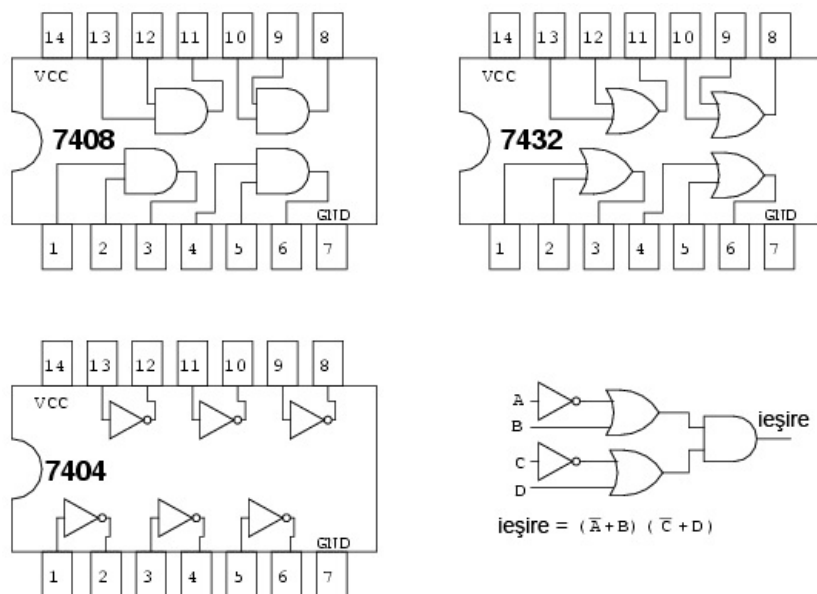 14 13 12 11 10 9 8
VCC
7408
GND
1 2 3 4 5 6 7
14 13 12 11 10 9 8
VCC
7432
GND
1 2 3 4 5 6 7
14 13 12 11 10 9 8
VCC
7404
GND
1 2 3 4 5 6 7
A
B
C
D
ieşire
ieşire = (A̅+B) (C̅+D)